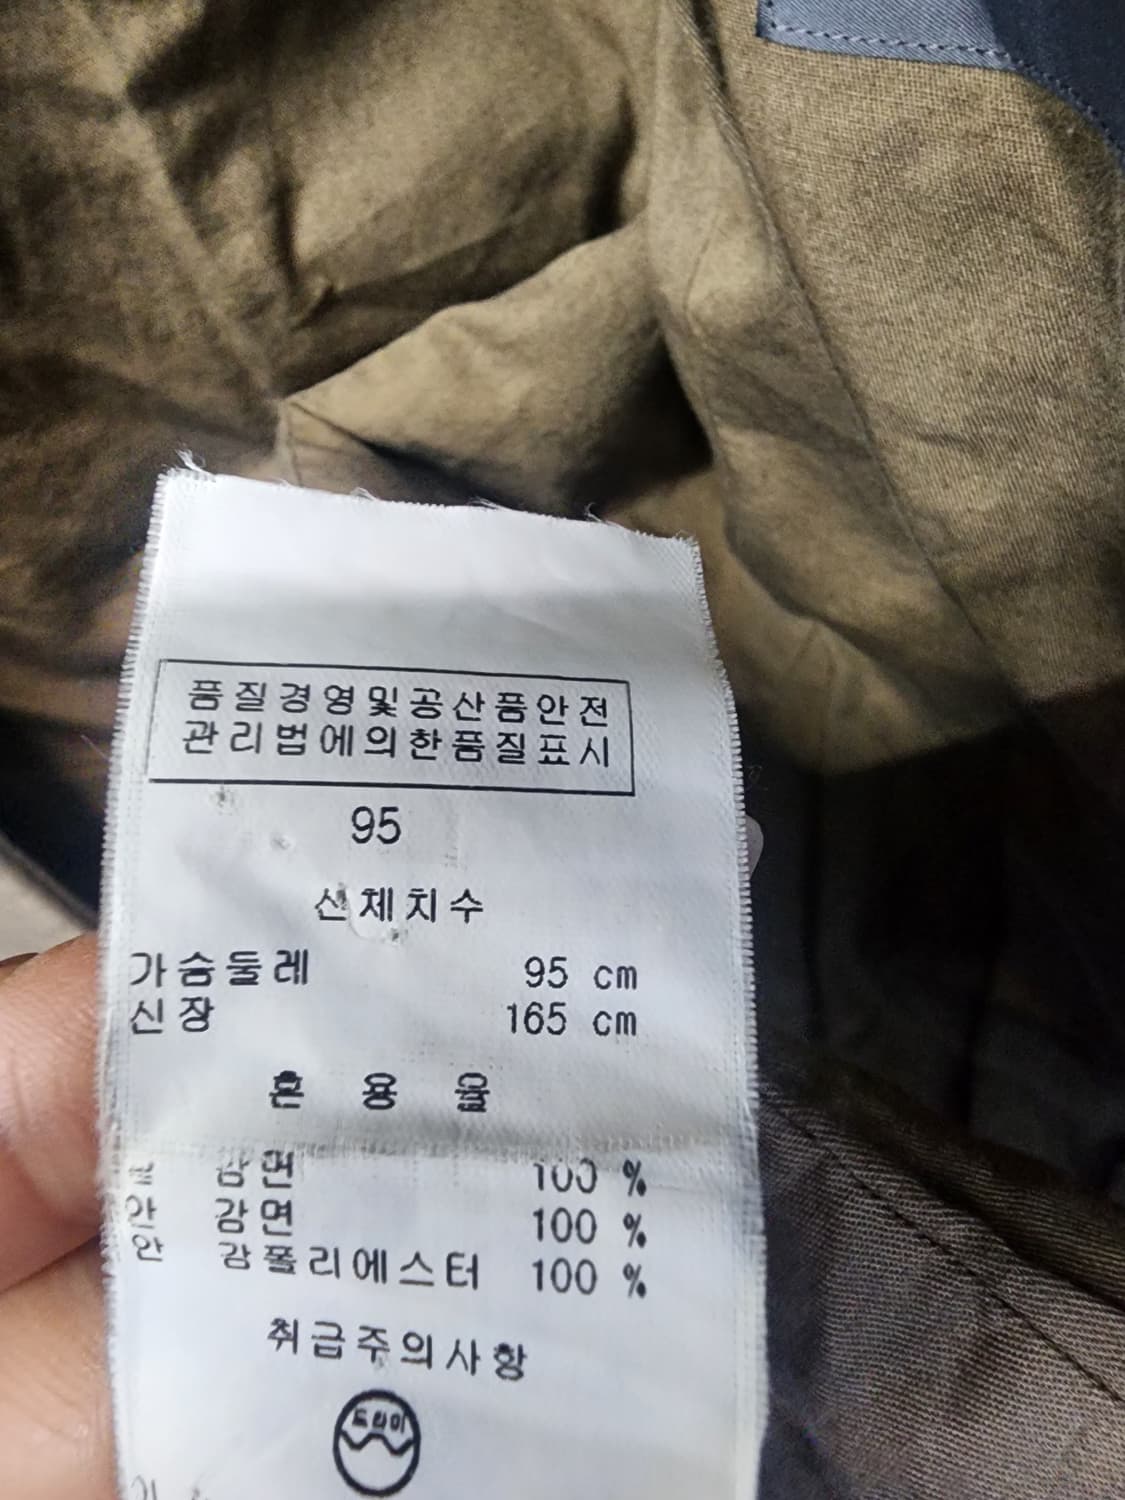 품질경영및공산품안전
관리법에의한품질표시
95
신체치수
가슴둘레 95 cm
신장 165 cm
혼 용 율
감면 100 %
안 감면 100 %
안 감폴리에스터 100 %
취급주의사항
드라이